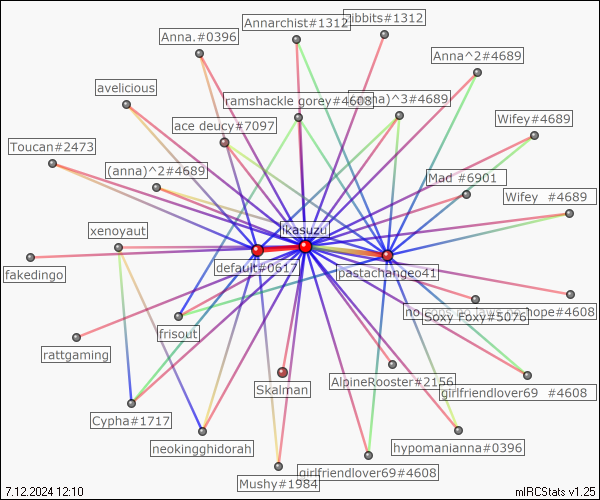 ribbits#1312
Annarchist#1312
Anna.#0396
Anna^2#4689
avelicious
ramshackle gorey#4608
(anna)^3#4689
ace deucy#7097
Wifey#4689
Toucan#2473
(anna)^2#4689
Mad #6901
Wifey #4689
xenoyaut
ikasuzu
default#0617
pastachangeo41
fakedingo
no hope#4608
Soxy Foxy#5076
frisout
rattgaming
AlpineRooster#2156
Skalman
girlfriendlover69 #4608
Cypha#1717
neokingghidorah
hypomanianna#0396
girlfriendlover69#4608
Mushy#1984
7.12.2024 12:10
mIRCStats v1.25